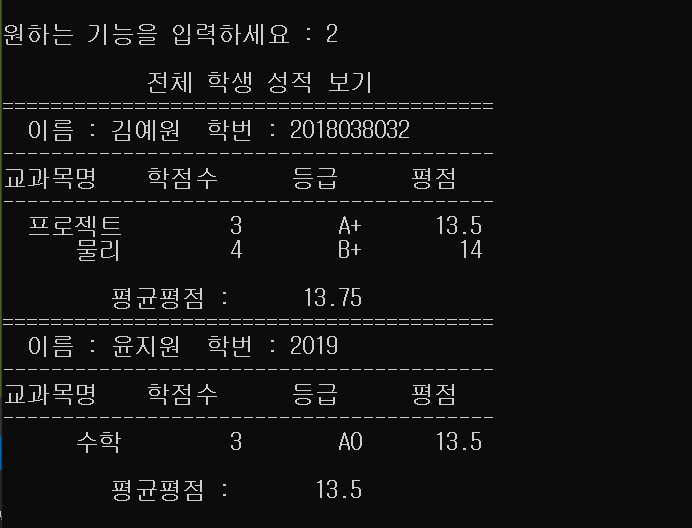 원하는 기능을 입력하세요 : 2
전체 학생 성적 보기
=========================================
이름 : 김예원 학번 : 2018038032
-----------------------------------------
교과목명 학점수 등급 평점
-----------------------------------------
프로젝트 3 A+ 13.5
물리 4 B+ 14
평균평점 : 13.75
=========================================
이름 : 윤지원 학번 : 2019
-----------------------------------------
교과목명 학점수 등급 평점
-----------------------------------------
수학 3 A0 13.5
평균평점 : 13.5